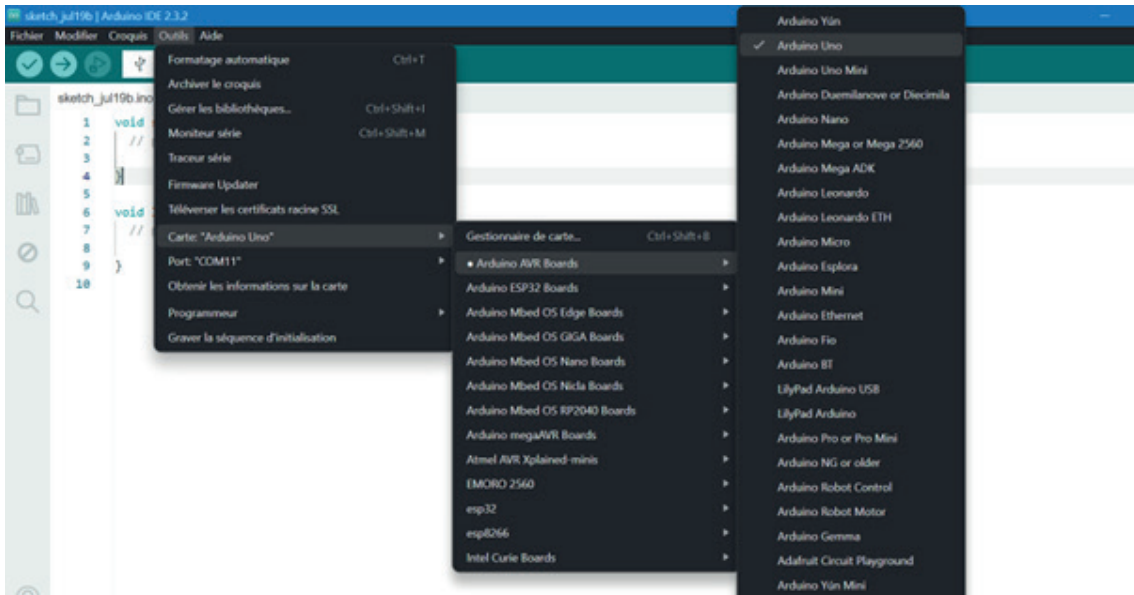 sketch_jul19b | Arduino IDE 2.3.2
Fichier Modifier Croquis Outils Aide
sketch_jul19b.ino
1 void
2 //
3
4 }
5
6 void
7 //
8
9 }
10
Formatage automatique Ctrl+T
Archiver le croquis
Gérer les bibliothèques... Ctrl+Shift+I
Moniteur série Ctrl+Shift+M
Traceur série
Firmware Updater
Téléverser les certificats racine SSL
Carte: "Arduino Uno"
Port: "COM11"
Obtenir les informations sur la carte
Programmeur
Graver la séquence d'initialisation
Gestionnaire de carte... Ctrl+Shift+B
• Arduino AVR Boards
Arduino ESP32 Boards
Arduino Mbed OS Edge Boards
Arduino Mbed OS GIGA Boards
Arduino Mbed OS Nano Boards
Arduino Mbed OS Nicla Boards
Arduino Mbed OS RP2040 Boards
Arduino megaAVR Boards
Atmel AVR Xplained-minis
EMORO 2560
esp32
esp8266
Intel Curie Boards
Arduino Yún
✓ Arduino Uno
Arduino Uno Mini
Arduino Duemilanove or Diecimila
Arduino Nano
Arduino Mega or Mega 2560
Arduino Mega ADK
Arduino Leonardo
Arduino Leonardo ETH
Arduino Micro
Arduino Esplora
Arduino Mini
Arduino Ethernet
Arduino Fio
Arduino BT
LilyPad Arduino USB
LilyPad Arduino
Arduino Pro or Pro Mini
Arduino NG or older
Arduino Robot Control
Arduino Robot Motor
Arduino Gemma
Adafruit Circuit Playground
Arduino Yún Mini